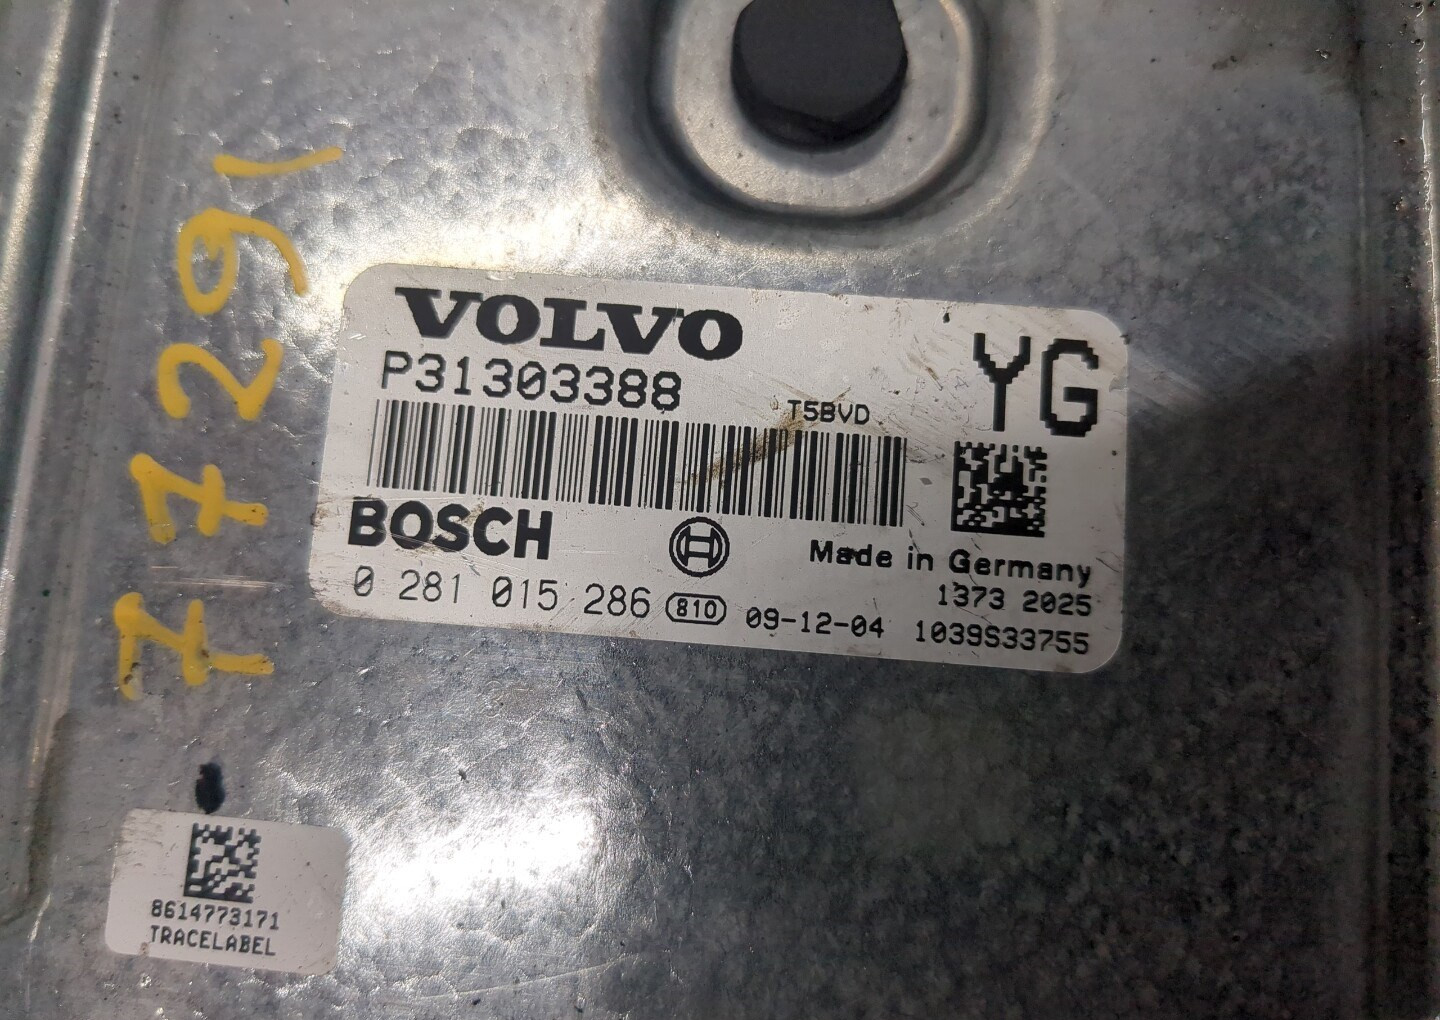 VOLVO
P31303388
T5BVD
YG
BOSCH
Made in Germany
0 281 015 286 810 09-12-04
1373 2025
1039S33755
77291
8614773171
TRACELABEL